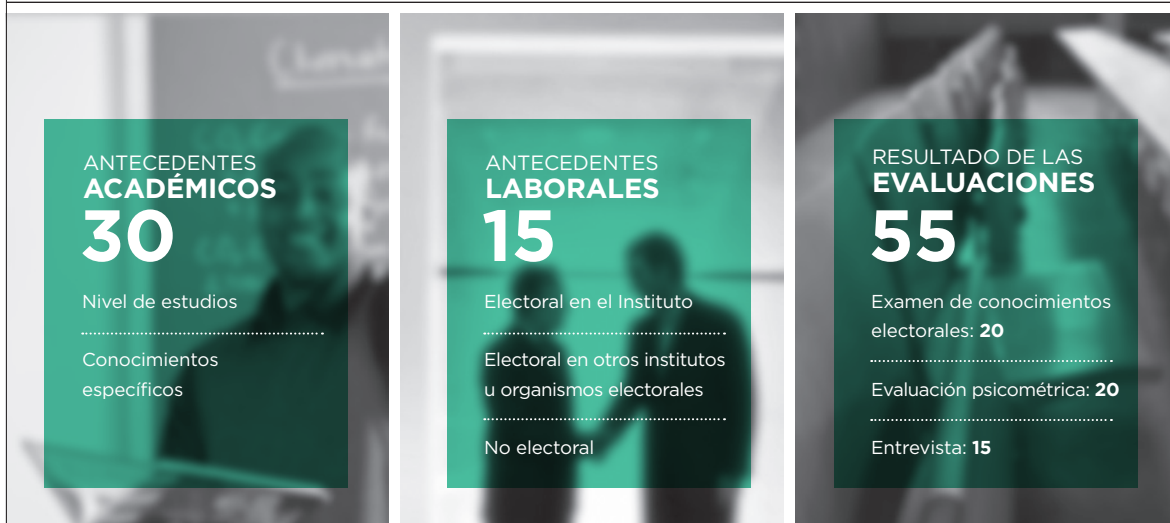 ANTECEDENTES
ACADÉMICOS
30
Nivel de estudios
Conocimientos
específicos
ANTECEDENTES
LABORALES
15
Electoral en el Instituto
Electoral en otros institutos
u organismos electorales
No electoral
RESULTADO DE LAS
EVALUACIONES
55
Examen de conocimientos
electorales: 20
Evaluación psicométrica: 20
Entrevista: 15